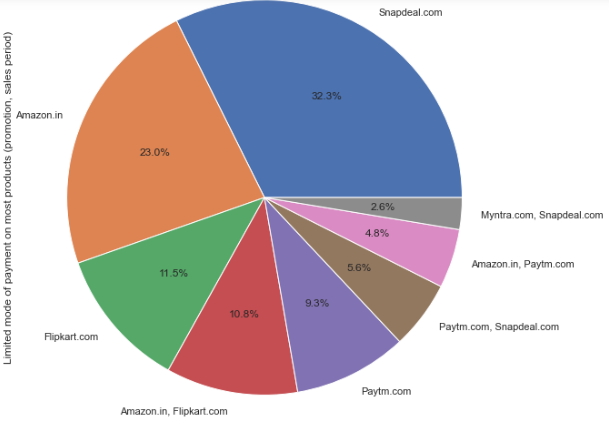 Limited mode of payment on most products (promotion, sales period)
Snapdeal.com
32.3%
Amazon.in
23.0%
Flipkart.com
11.5%
Amazon.in, Flipkart.com
10.8%
Paytm.com
9.3%
Paytm.com, Snapdeal.com
5.6%
Amazon.in, Paytm.com
4.8%
Myntra.com, Snapdeal.com
2.6%